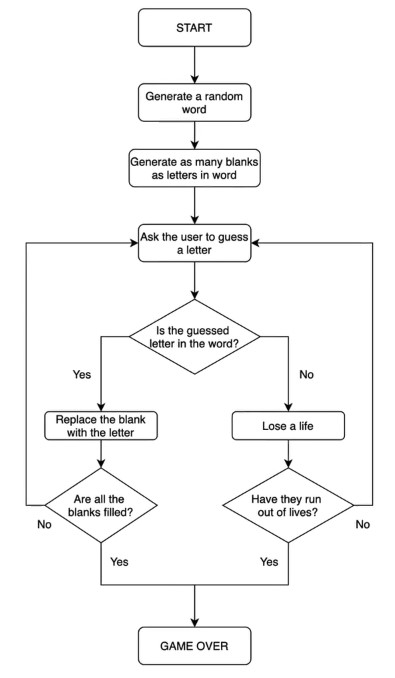 START
Generate a random
word
Generate as many blanks
as letters in word
Ask the user to guess
a letter
Is the guessed
letter in the word?
Yes
No
Replace the blank
with the letter
Lose a life
Are all the
blanks filled?
Have they run
out of lives?
No
No
Yes
Yes
GAME OVER